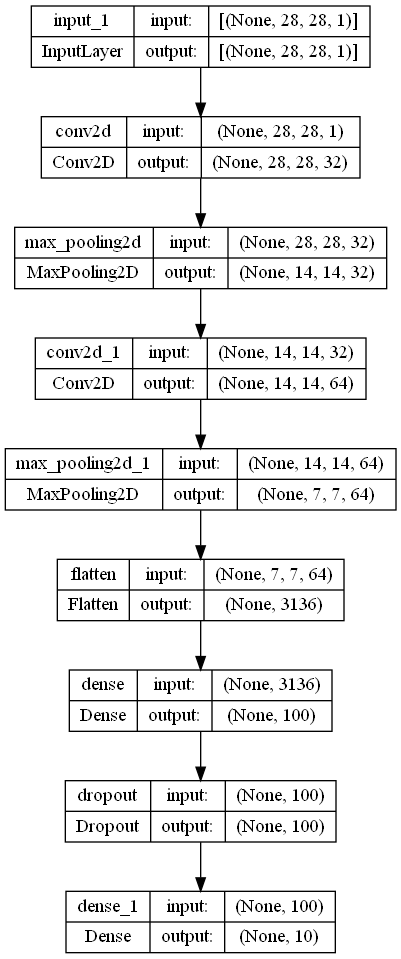 input_1 input: [(None, 28, 28, 1)]
InputLayer output: [(None, 28, 28, 1)]
conv2d input: (None, 28, 28, 1)
Conv2D output: (None, 28, 28, 32)
max_pooling2d input: (None, 28, 28, 32)
MaxPooling2D output: (None, 14, 14, 32)
conv2d_1 input: (None, 14, 14, 32)
Conv2D output: (None, 14, 14, 64)
max_pooling2d_1 input: (None, 14, 14, 64)
MaxPooling2D output: (None, 7, 7, 64)
flatten input: (None, 7, 7, 64)
Flatten output: (None, 3136)
dense input: (None, 3136)
Dense output: (None, 100)
dropout input: (None, 100)
Dropout output: (None, 100)
dense_1 input: (None, 100)
Dense output: (None, 10)